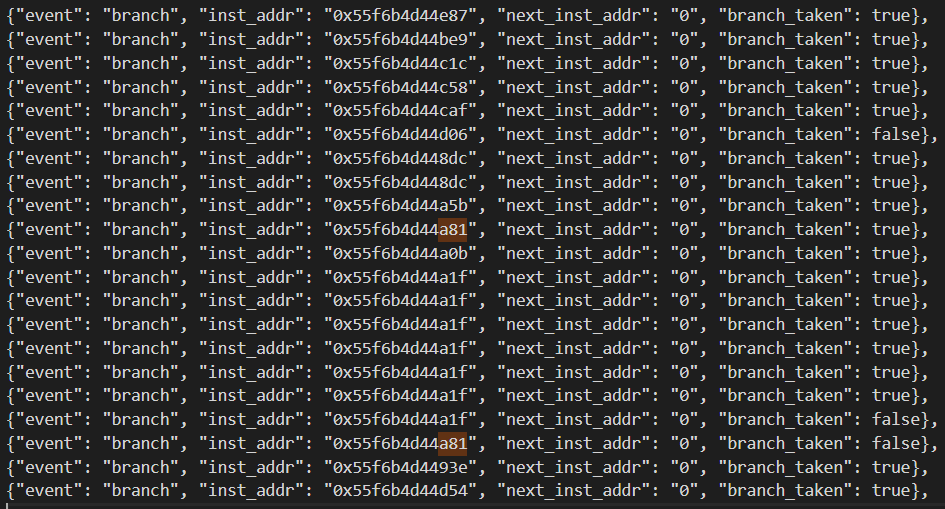 {"event": "branch", "inst_addr": "0x55f6b4d44e87", "next_inst_addr": "0", "branch_taken": true},
{"event": "branch", "inst_addr": "0x55f6b4d44be9", "next_inst_addr": "0", "branch_taken": true},
{"event": "branch", "inst_addr": "0x55f6b4d44c1c", "next_inst_addr": "0", "branch_taken": true},
{"event": "branch", "inst_addr": "0x55f6b4d44c58", "next_inst_addr": "0", "branch_taken": true},
{"event": "branch", "inst_addr": "0x55f6b4d44caf", "next_inst_addr": "0", "branch_taken": true},
{"event": "branch", "inst_addr": "0x55f6b4d44d06", "next_inst_addr": "0", "branch_taken": false},
{"event": "branch", "inst_addr": "0x55f6b4d448dc", "next_inst_addr": "0", "branch_taken": true},
{"event": "branch", "inst_addr": "0x55f6b4d448dc", "next_inst_addr": "0", "branch_taken": true},
{"event": "branch", "inst_addr": "0x55f6b4d44a5b", "next_inst_addr": "0", "branch_taken": true},
{"event": "branch", "inst_addr": "0x55f6b4d44a81", "next_inst_addr": "0", "branch_taken": true},
{"event": "branch", "inst_addr": "0x55f6b4d44a0b", "next_inst_addr": "0", "branch_taken": true},
{"event": "branch", "inst_addr": "0x55f6b4d44a1f", "next_inst_addr": "0", "branch_taken": true},
{"event": "branch", "inst_addr": "0x55f6b4d44a1f", "next_inst_addr": "0", "branch_taken": true},
{"event": "branch", "inst_addr": "0x55f6b4d44a1f", "next_inst_addr": "0", "branch_taken": true},
{"event": "branch", "inst_addr": "0x55f6b4d44a1f", "next_inst_addr": "0", "branch_taken": true},
{"event": "branch", "inst_addr": "0x55f6b4d44a1f", "next_inst_addr": "0", "branch_taken": true},
{"event": "branch", "inst_addr": "0x55f6b4d44a1f", "next_inst_addr": "0", "branch_taken": true},
{"event": "branch", "inst_addr": "0x55f6b4d44a1f", "next_inst_addr": "0", "branch_taken": false},
{"event": "branch", "inst_addr": "0x55f6b4d44a81", "next_inst_addr": "0", "branch_taken": false},
{"event": "branch", "inst_addr": "0x55f6b4d4493e", "next_inst_addr": "0", "branch_taken": true},
{"event": "branch", "inst_addr": "0x55f6b4d44d54", "next_inst_addr": "0", "branch_taken": true},